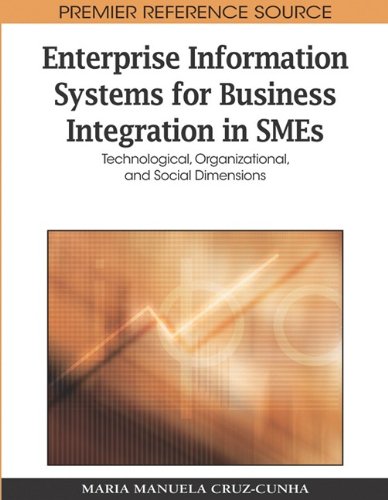 PREMIER REFERENCE SOURCE
Enterprise Information
Systems for Business
Integration in SMEs
Technological, Organizational,
and Social Dimensions
MARIA MANUELA CRUZ-CUNHA